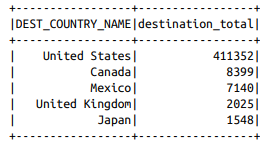 +-----------------+-----------------+
|DEST_COUNTRY_NAME|destination_total|
+-----------------+-----------------+
|    United States|           411352|
|           Canada|             8399|
|           Mexico|             7140|
|   United Kingdom|             2025|
|            Japan|             1548|
+-----------------+-----------------+